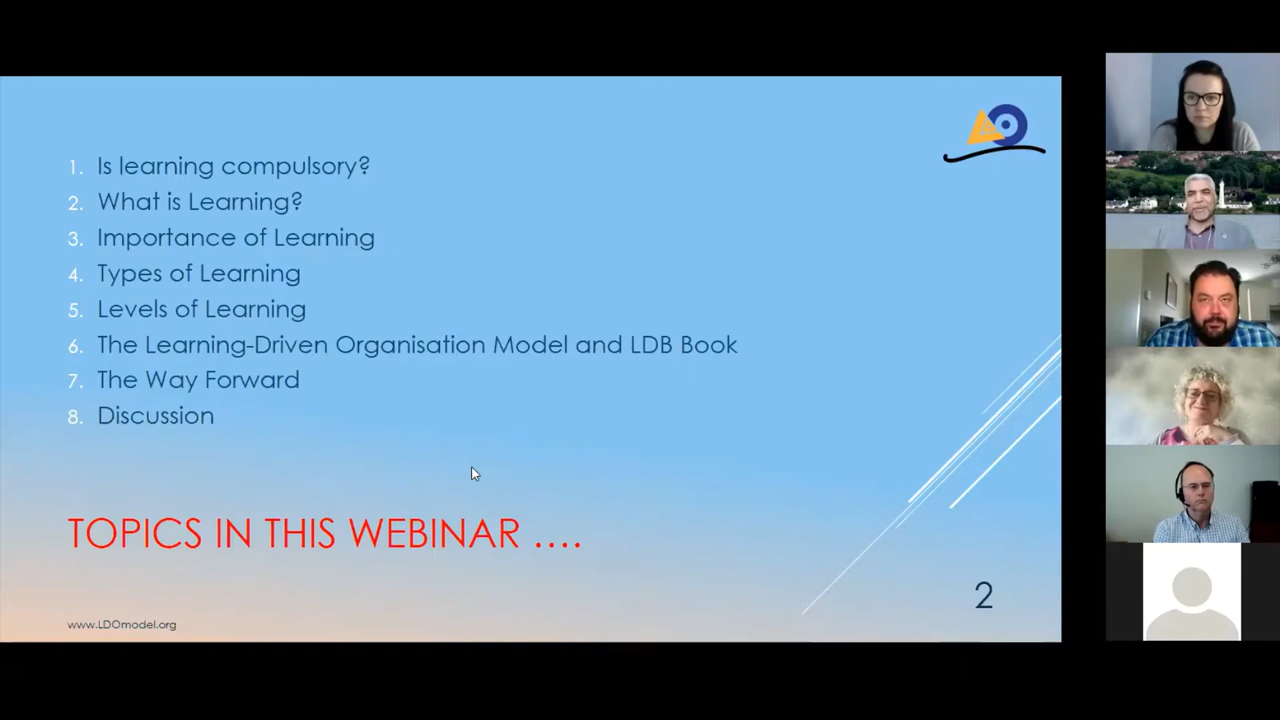 1. Is learning compulsory?
2. What is Learning?
3. Importance of Learning
4. Types of Learning
5. Levels of Learning
6. The Learning-Driven Organisation Model and LDB Book
7. The Way Forward
8. Discussion
TOPICS IN THIS WEBINAR ....
2
www.LDOmodel.org